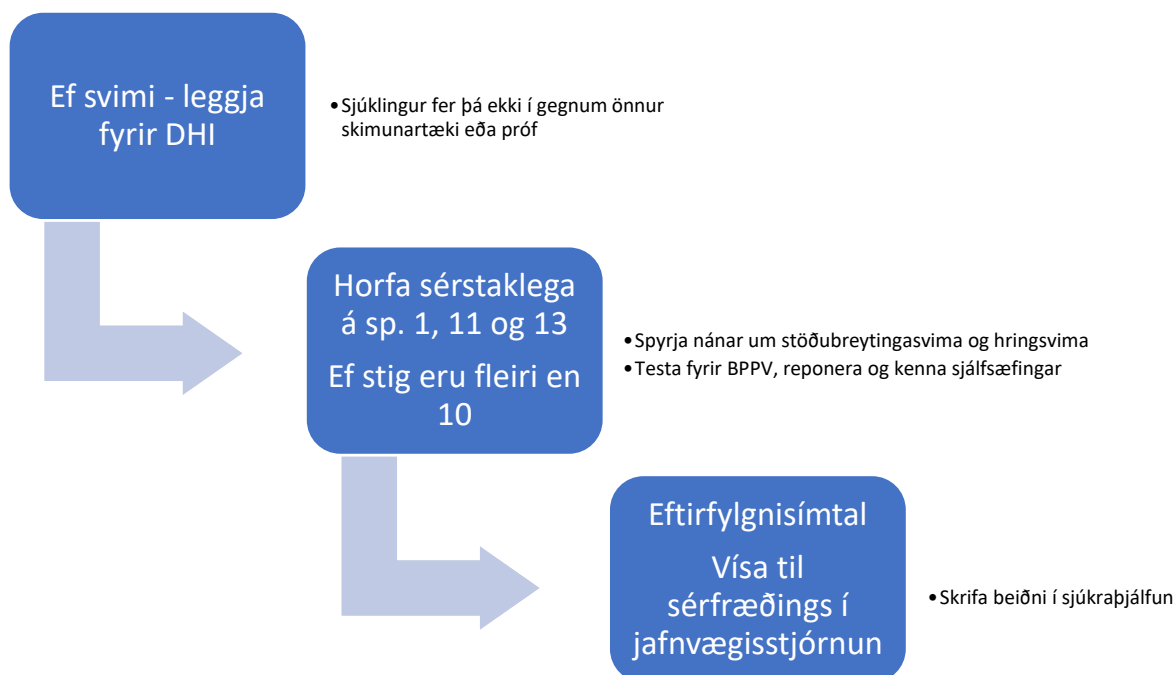 Ef svimi - leggja
fyrir DHI
•Sjúklingur fer þá ekki í gegnum önnur
skimunartæki eða próf
Horfa sérstaklega
á sp. 1, 11 og 13
Ef stig eru fleiri en
10
•Spyrja nánar um stöðubreytingasvima og hringsvima
•Testa fyrir BPPV, reponera og kenna sjálfsæfingar
Eftirfylgnisímtal
Vísa til
sérfræðings í
jafnvægisstjórnun
•Skrifa beiðni í sjúkraþjálfun